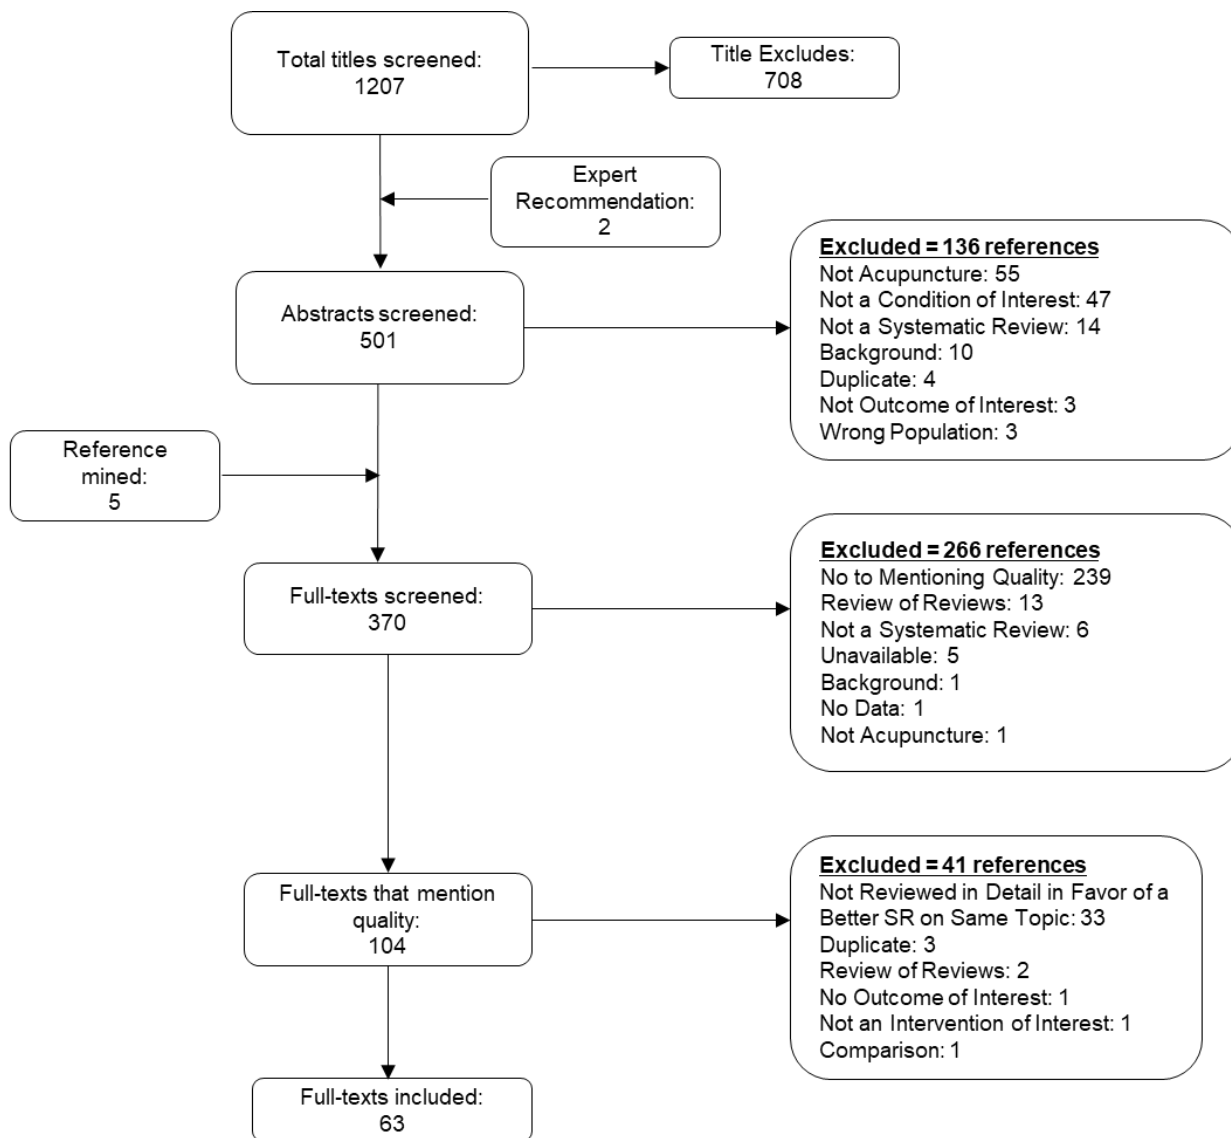 Total titles screened:
1207
Title Excludes:
708
Expert
Recommendation:
2
Abstracts screened:
501
Excluded = 136 references
Not Acupuncture: 55
Not a Condition of Interest: 47
Not a Systematic Review: 14
Background: 10
Duplicate: 4
Not Outcome of Interest: 3
Wrong Population: 3
Reference
mined:
5
Full-texts screened:
370
Excluded = 266 references
No to Mentioning Quality: 239
Review of Reviews: 13
Not a Systematic Review: 6
Unavailable: 5
Background: 1
No Data: 1
Not Acupuncture: 1
Full-texts that mention
quality:
104
Excluded = 41 references
Not Reviewed in Detail in Favor of a
Better SR on Same Topic: 33
Duplicate: 3
Review of Reviews: 2
No Outcome of Interest: 1
Not an Intervention of Interest: 1
Comparison: 1
Full-texts included:
63